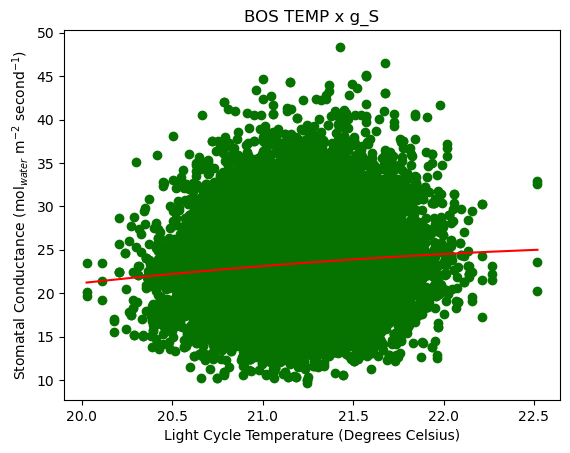 BOS TEMP x g_S
50
45
40
35
30
25
20
15
10
Stomatal Conductance (mol_water m⁻² second⁻¹)
20.0 20.5 21.0 21.5 22.0 22.5
Light Cycle Temperature (Degrees Celsius)